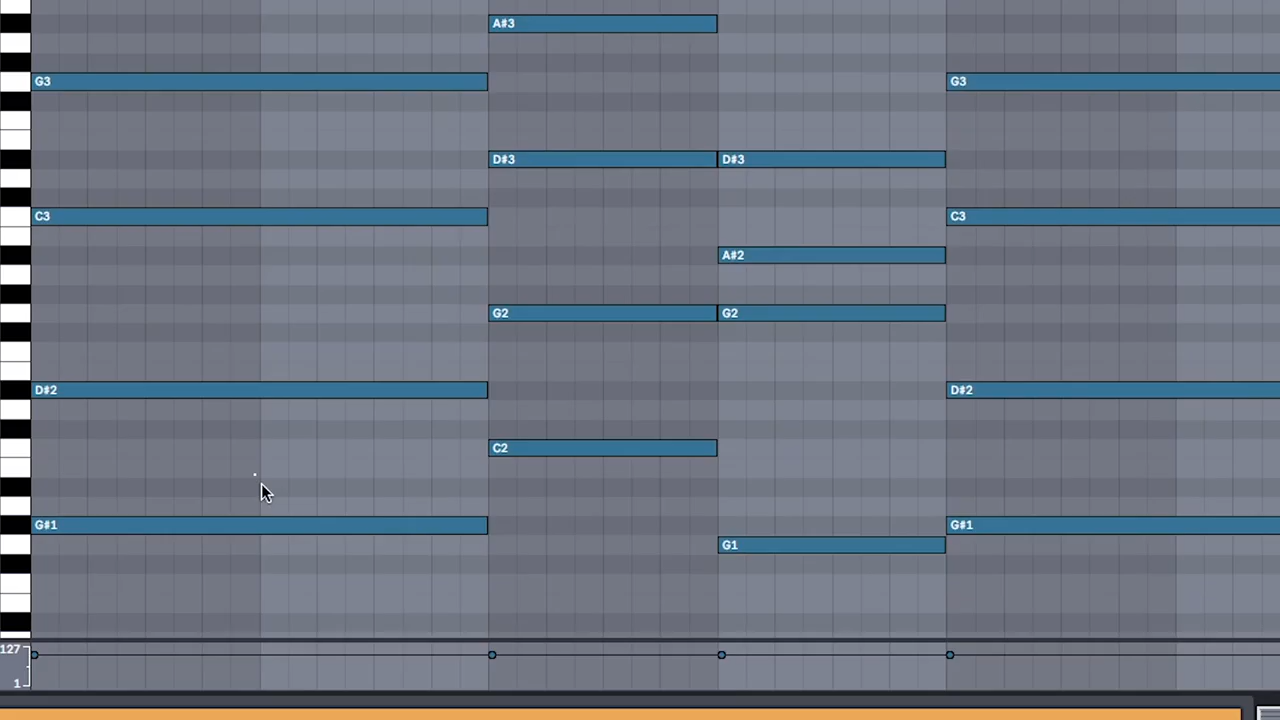 A#3
G3 G3
D#3 D#3
C3 C3
A#2
G2 G2
D#2 D#2
C2
G#1 G#1
G1
127
1